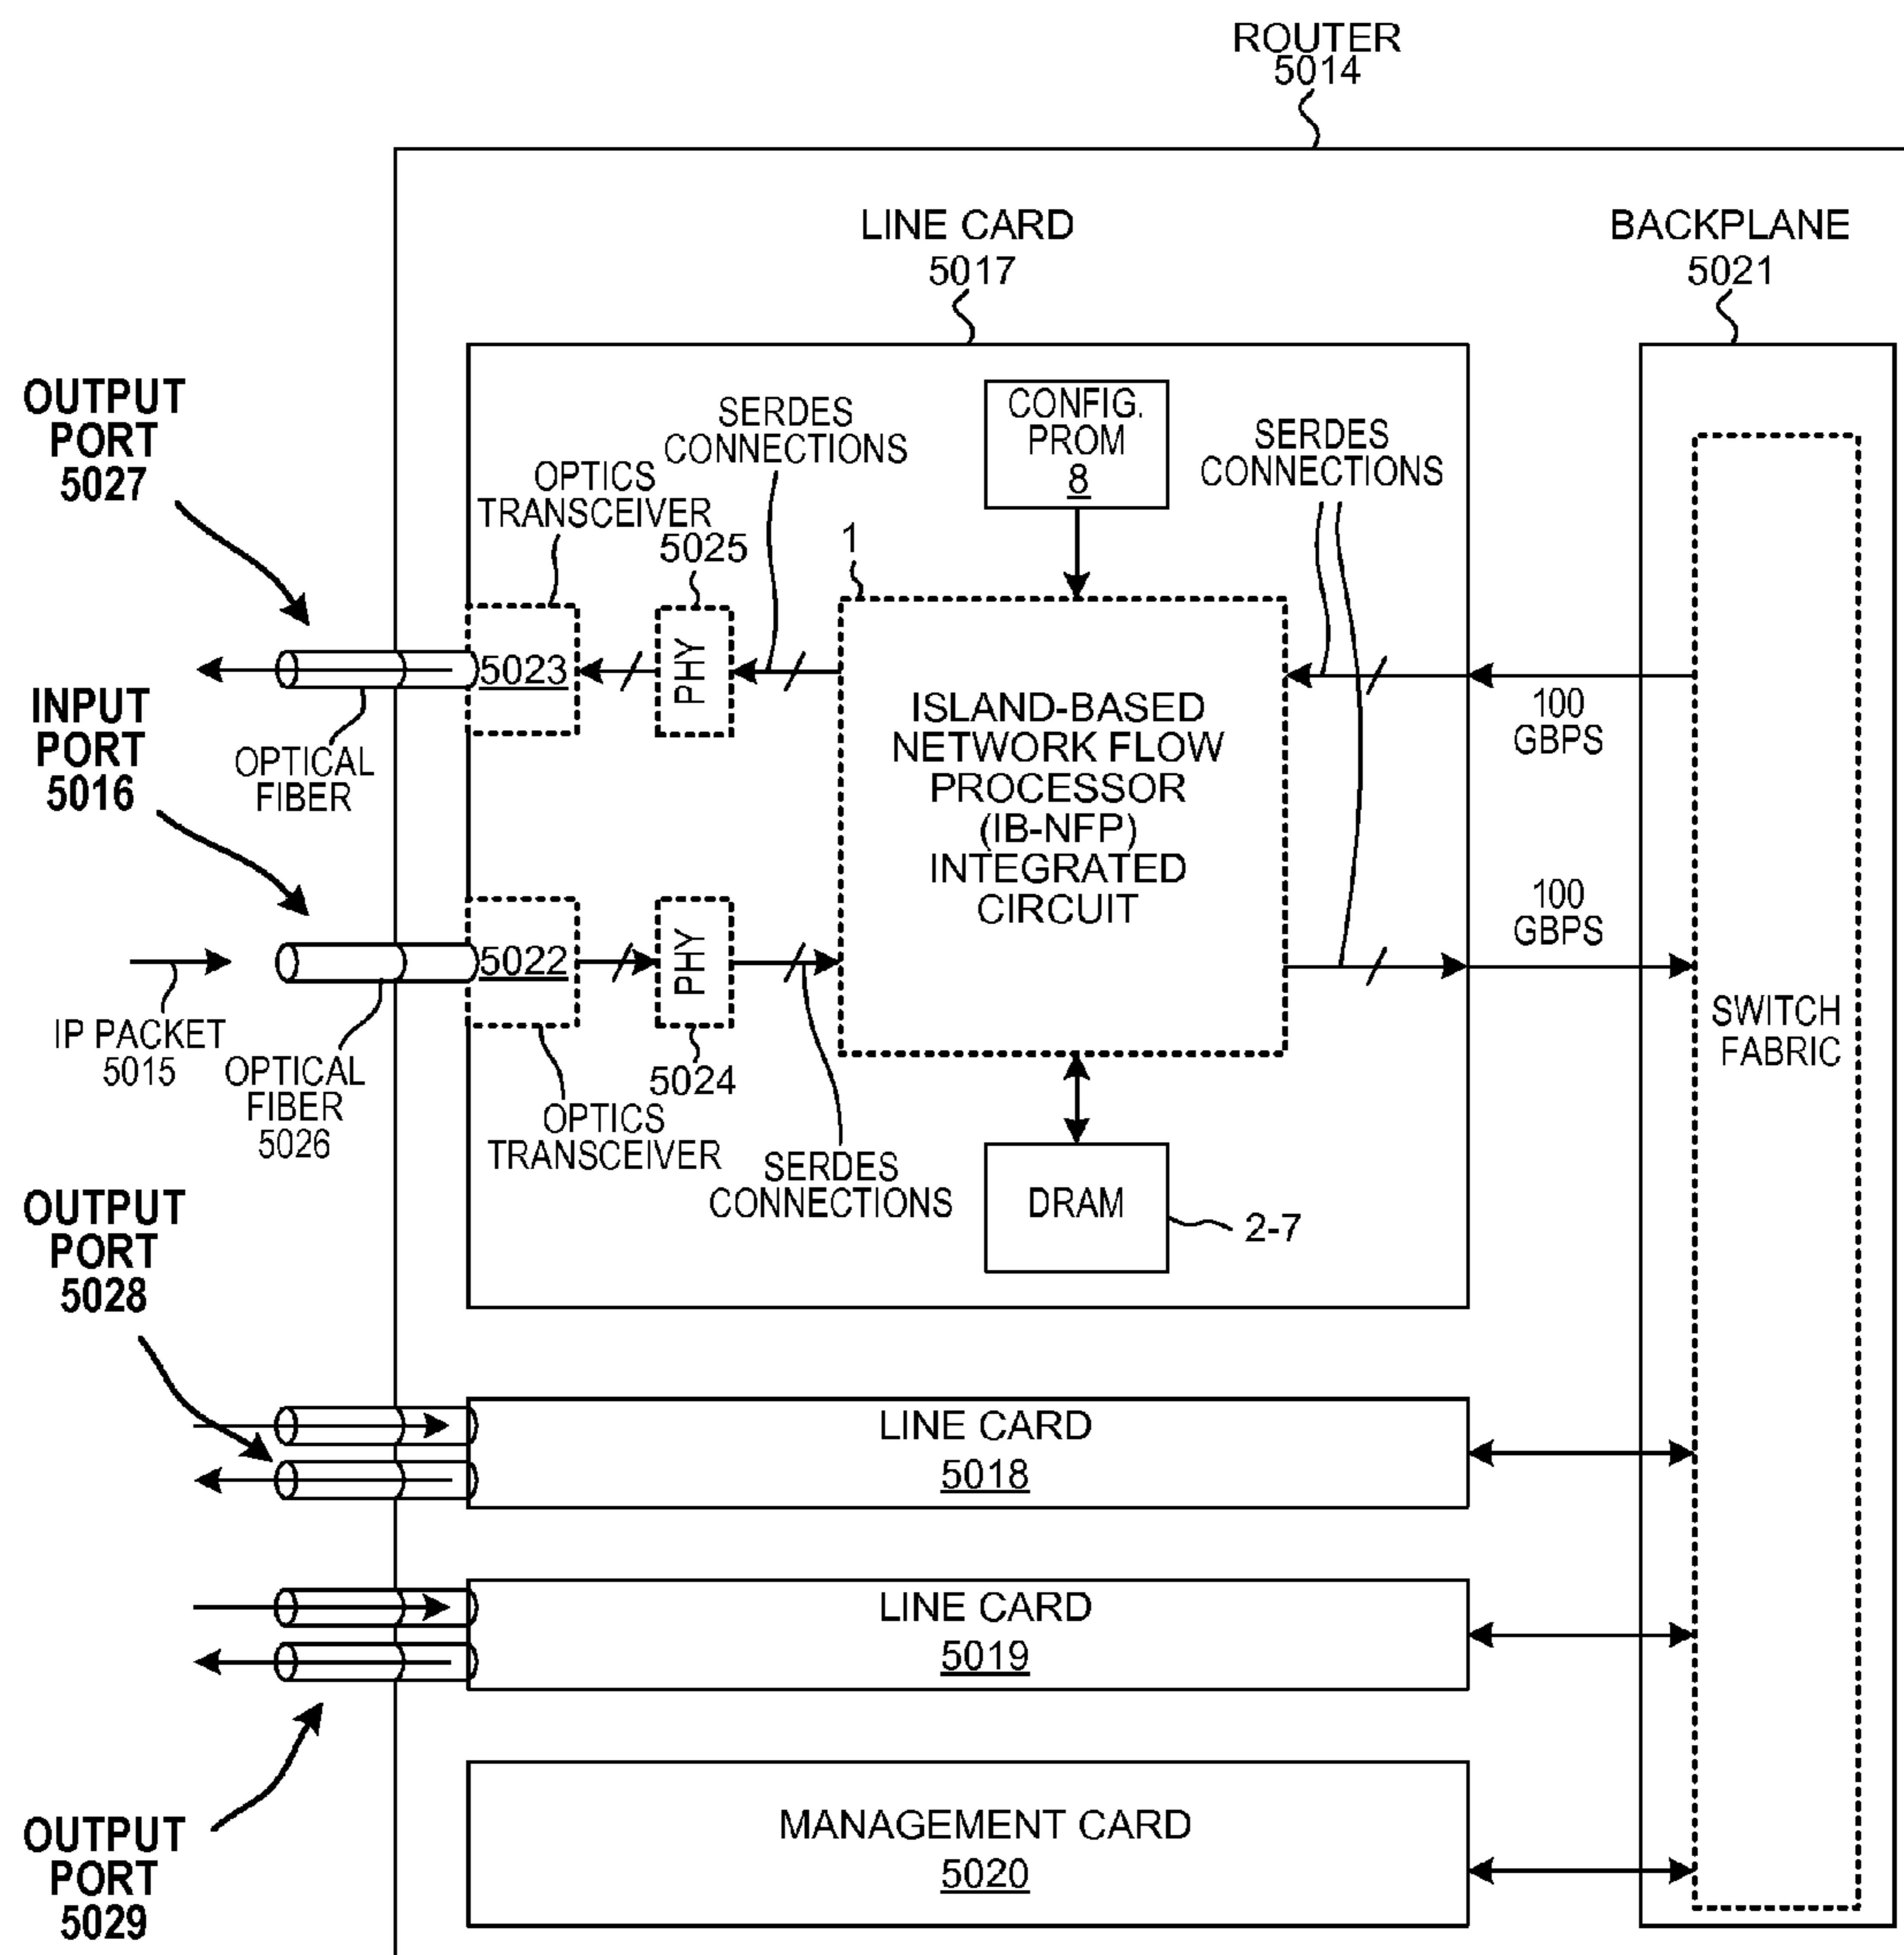 ROUTER
5014
LINE CARD
5017
BACKPLANE
5021
OUTPUT
PORT
5027
SERDES
CONNECTIONS
CONFIG.
PROM
8
SERDES
CONNECTIONS
OPTICS
TRANSCEIVER
5025
1
5023
PHY
INPUT
PORT
5016
OPTICAL
FIBER
ISLAND-BASED
NETWORK FLOW
PROCESSOR
(IB-NFP)
INTEGRATED
CIRCUIT
100
GBPS
100
GBPS
5022
PHY
IP PACKET
5015
OPTICAL
FIBER
5026
5024
OPTICS
TRANSCEIVER
SERDES
CONNECTIONS
SWITCH
FABRIC
DRAM
2-7
OUTPUT
PORT
5028
LINE CARD
5018
LINE CARD
5019
OUTPUT
PORT
5029
MANAGEMENT CARD
5020